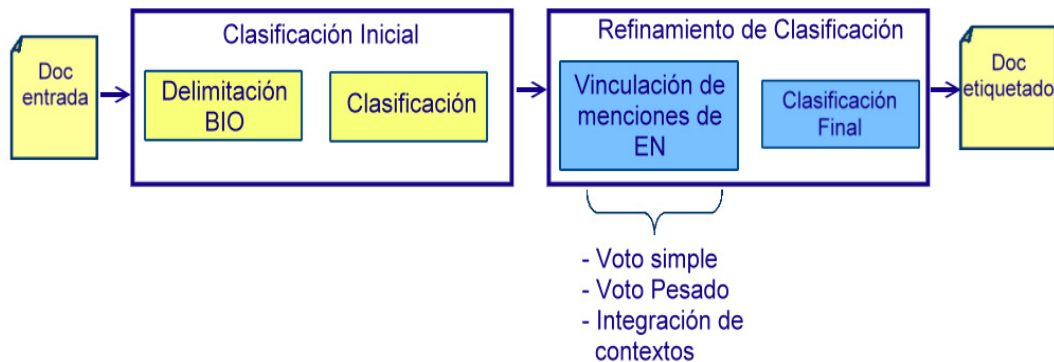 Doc
entrada
Clasificación Inicial
Delimitación
BIO
Clasificación
Refinamiento de Clasificación
Vinculación de
menciones de
EN
Clasificación
Final
Doc
etiquetado
- Voto simple
- Voto Pesado
- Integración de
contextos